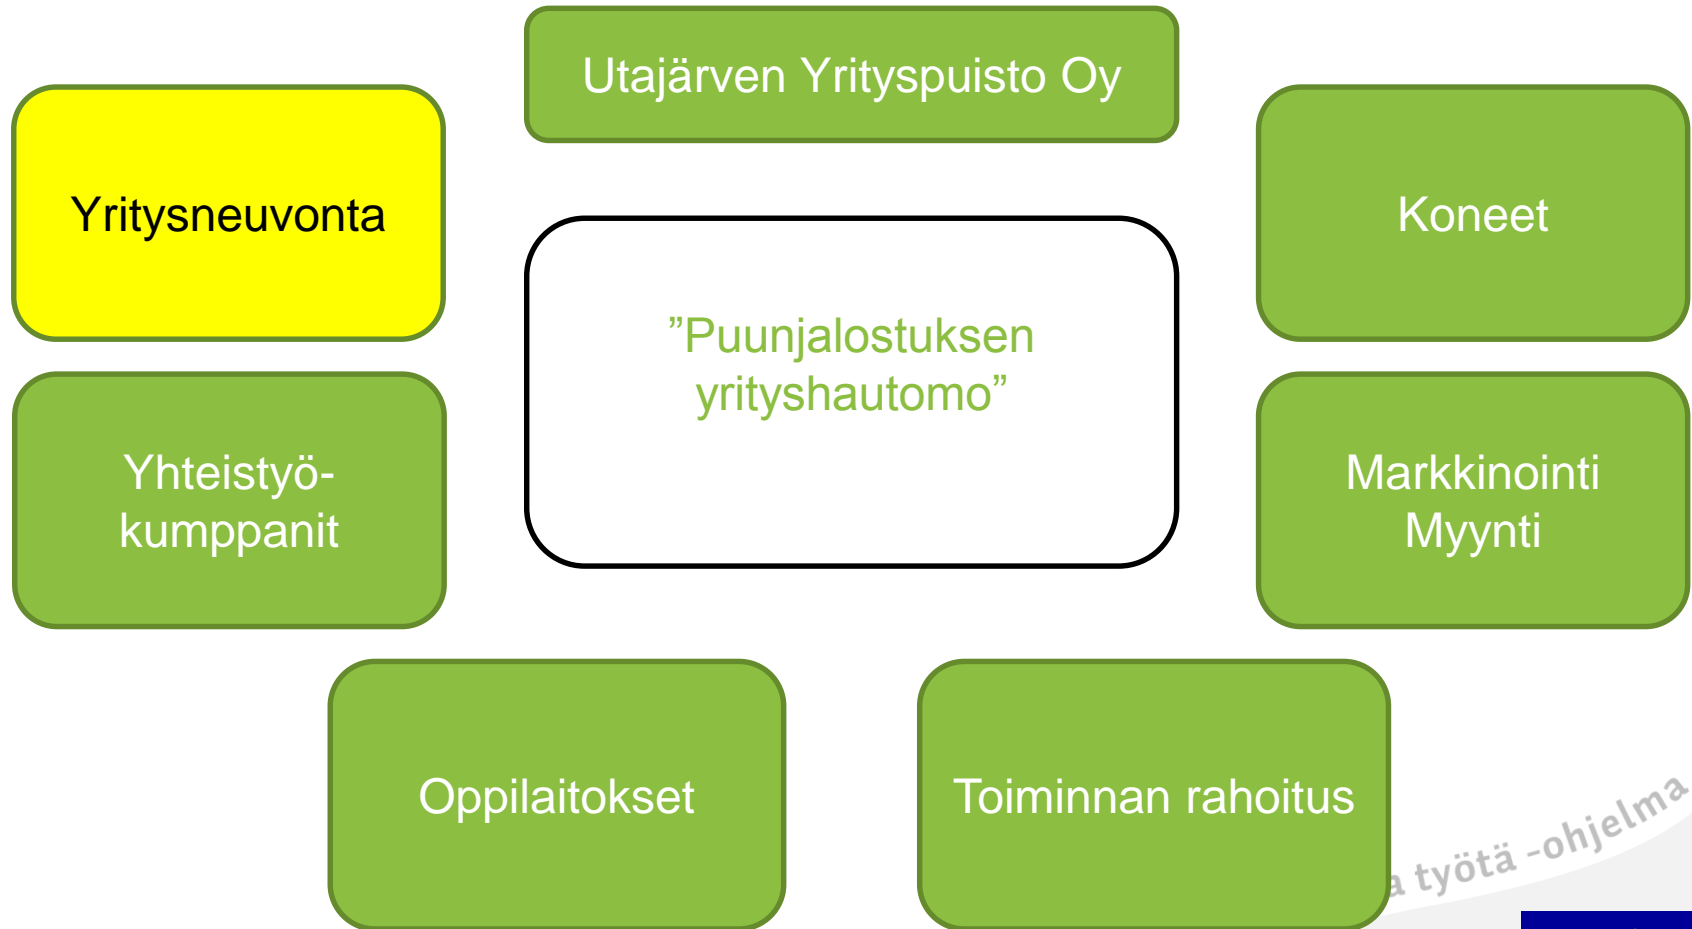 Utajärven Yrityspuisto Oy
Yritysneuvonta
Koneet
”Puunjalostuksen
yrityshautomo”
Yhteistyö-
kumppanit
Markkinointi
Myynti
Oppilaitokset
Toiminnan rahoitus
a työtä -ohjelma